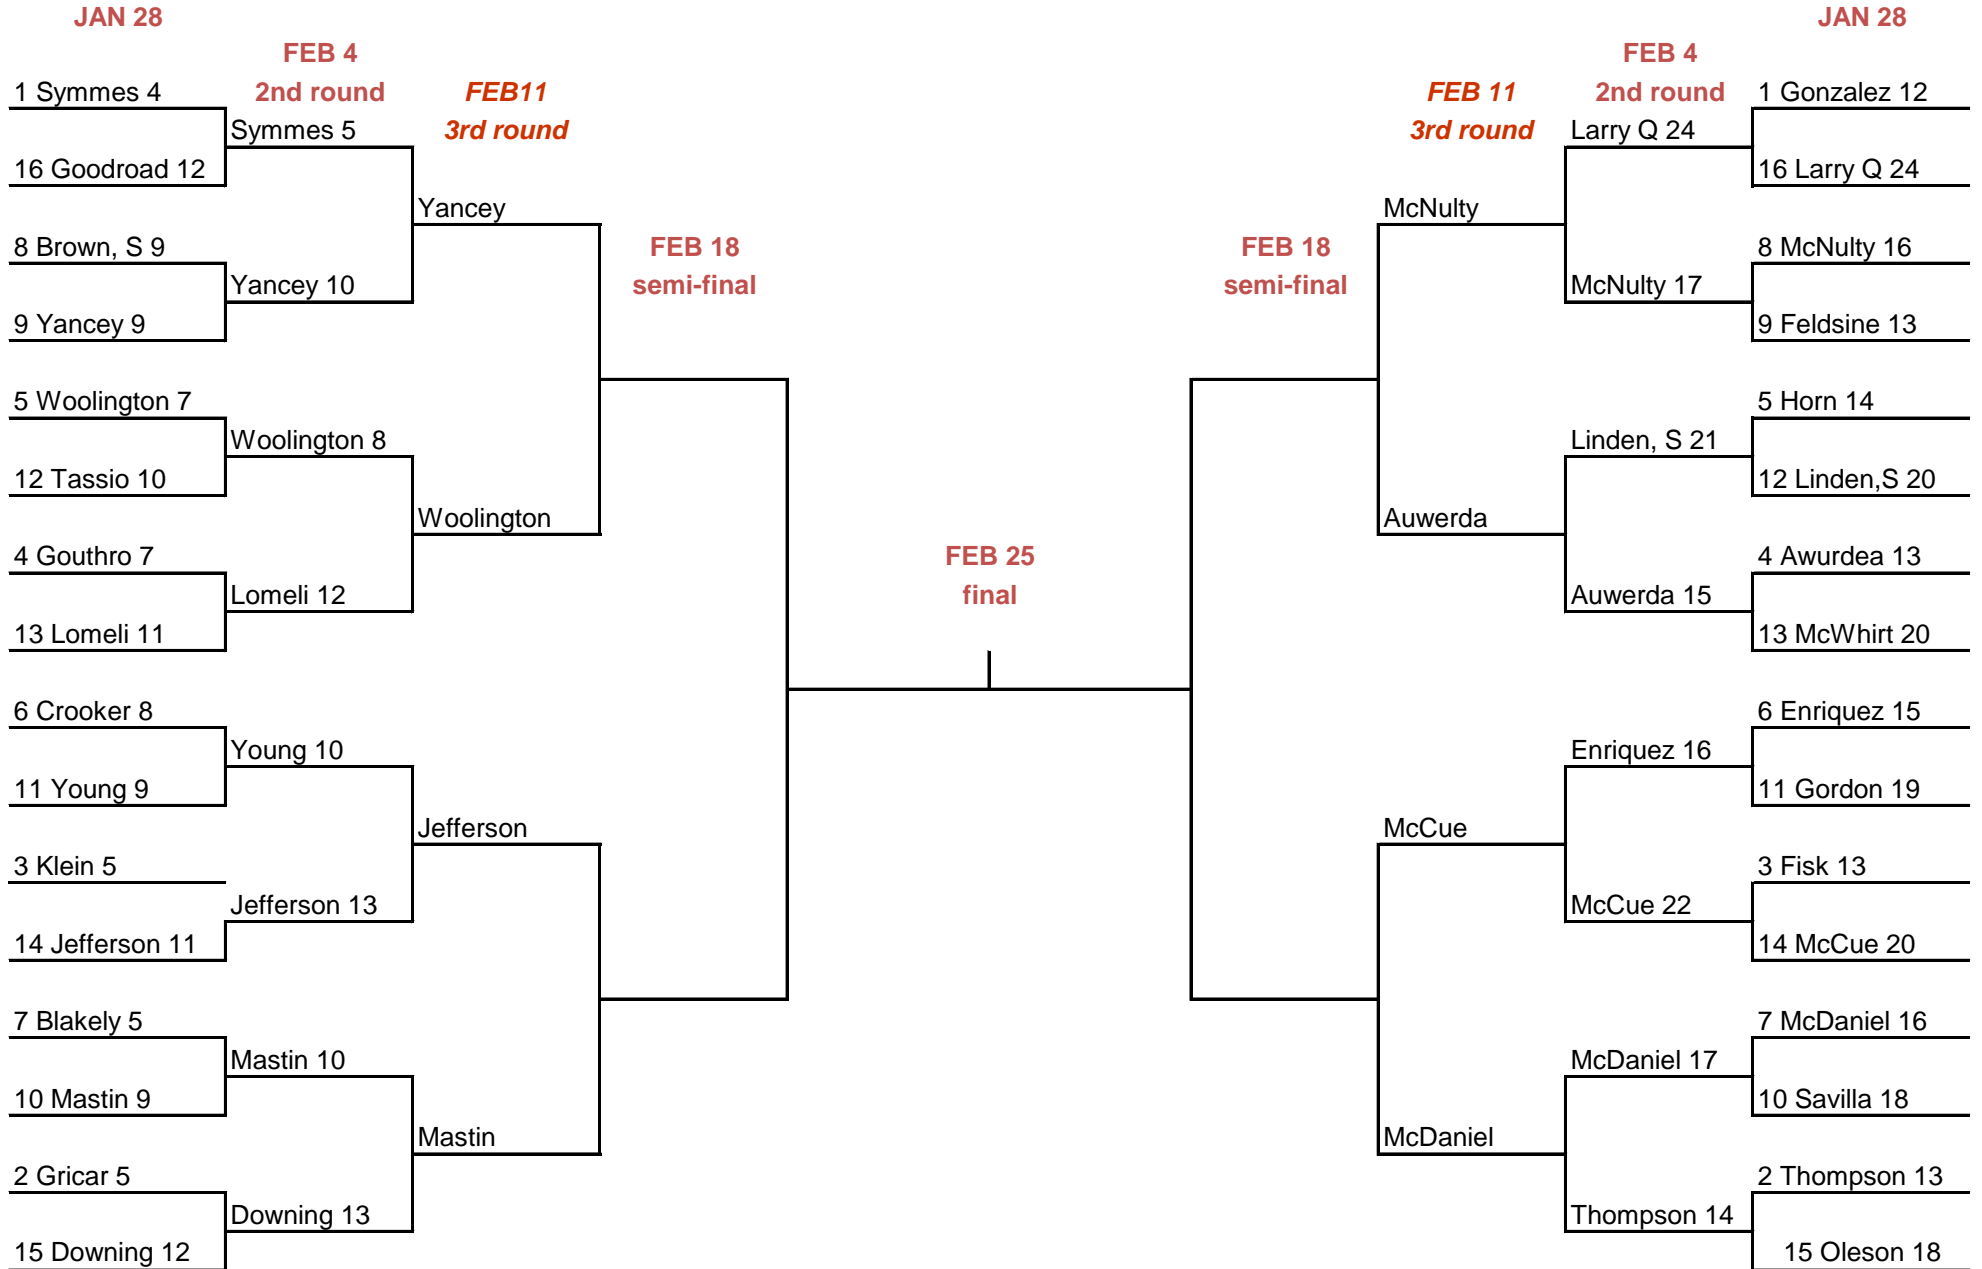 JAN 28
JAN 28
FEB 4
FEB 4
1 Symmes 4
2nd round
FEB11
FEB 11
2nd round
1 Gonzalez 12
Symmes 5
3rd round
3rd round
Larry Q 24
16 Goodroad 12
16 Larry Q 24
Yancey
McNulty
8 Brown, S 9
FEB 18
FEB 18
8 McNulty 16
Yancey 10
semi-final
semi-final
McNulty 17
9 Yancey 9
9 Feldsine 13
5 Woolington 7
5 Horn 14
Woolington 8
Linden, S 21
12 Tassio 10
12 Linden,S 20
Woolington
Auwerda
4 Gouthro 7
FEB 25
4 Awurdea 13
Lomeli 12
final
Auwerda 15
13 Lomeli 11
13 McWhirt 20
6 Crooker 8
6 Enriquez 15
Young 10
Enriquez 16
11 Young 9
11 Gordon 19
Jefferson
McCue
3 Klein 5
3 Fisk 13
Jefferson 13
McCue 22
14 Jefferson 11
14 McCue 20
7 Blakely 5
7 McDaniel 16
Mastin 10
McDaniel 17
10 Mastin 9
10 Savilla 18
Mastin
McDaniel
2 Gricar 5
2 Thompson 13
Downing 13
Thompson 14
15 Downing 12
15 Oleson 18